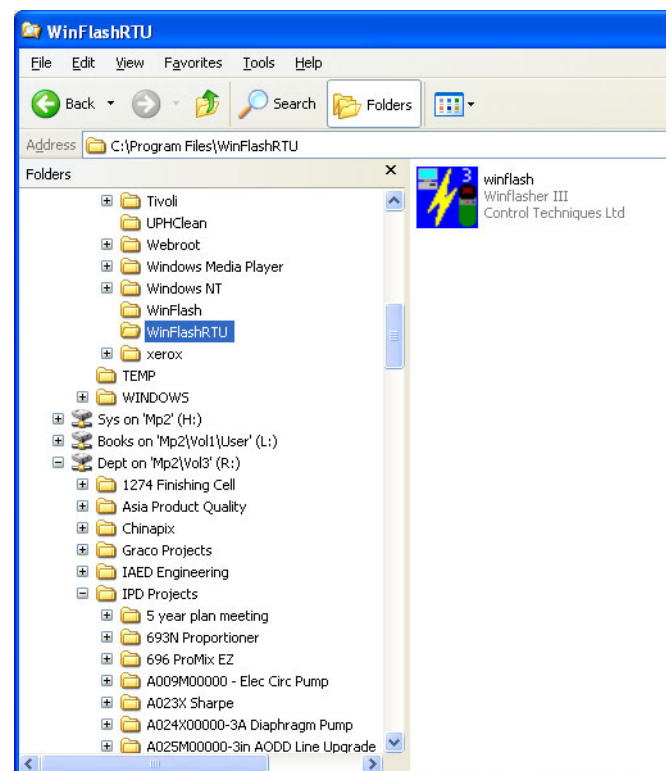 WinFlashRTU
File Edit View Favorites Tools Help
Back Search Folders
Address C:\Program Files\WinFlashRTU
Folders
Tivoli
UPHClean
Webroot
Windows Media Player
Windows NT
WinFlash
WinFlashRTU
xerox
TEMP
WINDOWS
Sys on 'Mp2' (H:)
Books on 'Mp2\Vol1\User' (L:)
Dept on 'Mp2\Vol3' (R:)
1274 Finishing Cell
Asia Product Quality
Chinapix
Graco Projects
IAED Engineering
IPD Projects
5 year plan meeting
693N Proportioner
696 ProMix EZ
A009M00000 - Elec Circ Pump
A023X Sharpe
A024X00000-3A Diaphragm Pump
A025M00000-3in AODD Line Upgrade
3
winflash
Winflasher III
Control Techniques Ltd